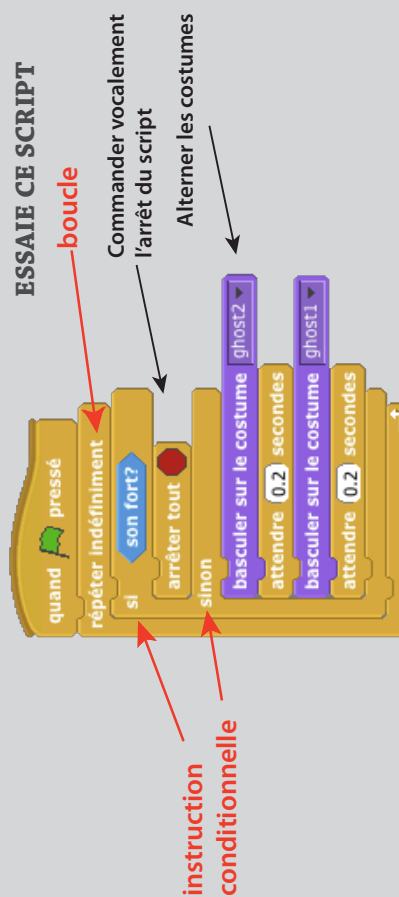 ESSAIE CE SCRIPT
boucle
quand pressé
répéter indéfiniment
si son fort?
arrêter tout
sinon
basculer sur le costume ghost2
attendre 0.2 secondes
basculer sur le costume ghost1
attendre 0.2 secondes
Commander vocalement
l'arrêt du script
Alterner les costumes
instruction
conditionnelle